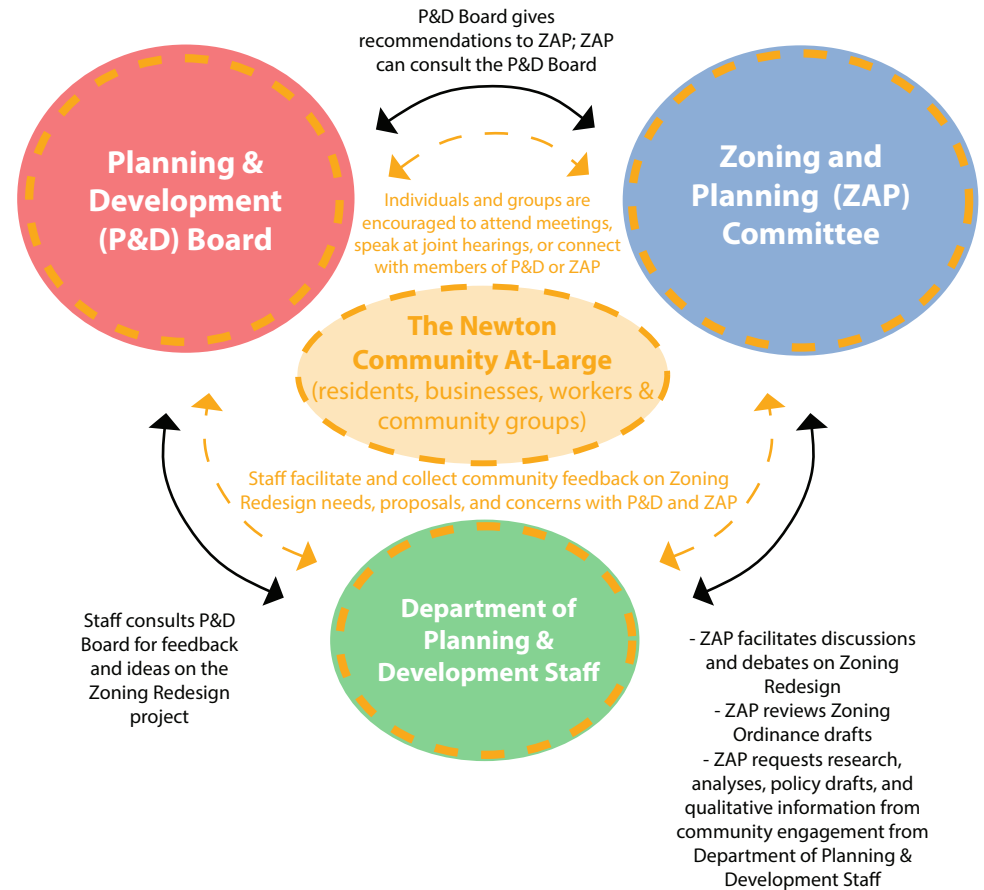 P&D Board gives
recommendations to ZAP; ZAP
can consult the P&D Board
Planning &
Development
(P&D) Board
Zoning and
Planning (ZAP)
Committee
Individuals and groups are
encouraged to attend meetings,
speak at joint hearings, or connect
with members of P&D or ZAP
The Newton
Community At-Large
(residents, businesses, workers &
community groups)
Staff facilitate and collect community feedback on Zoning
Redesign needs, proposals, and concerns with P&D and ZAP
Department of
Planning &
Development Staff
Staff consults P&D
Board for feedback
and ideas on the
Zoning Redesign
project
- ZAP facilitates discussions
and debates on Zoning
Redesign
- ZAP reviews Zoning
Ordinance drafts
- ZAP requests research,
analyses, policy drafts, and
qualitative information from
community engagement from
Department of Planning &
Development Staff